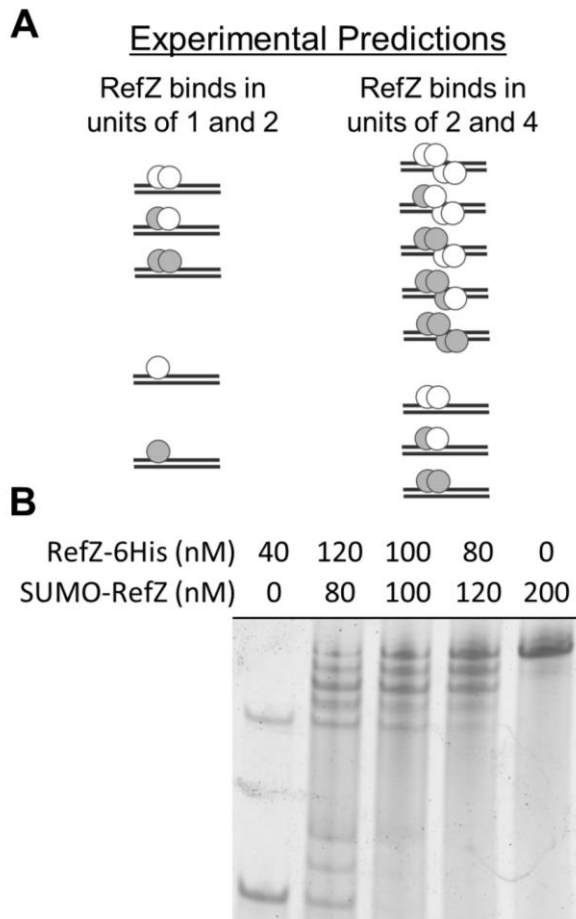 A
Experimental Predictions
RefZ binds in
units of 1 and 2
RefZ binds in
units of 2 and 4
B
RefZ-6His (nM) 40 120 100 80 0
SUMO-RefZ (nM) 0 80 100 120 200